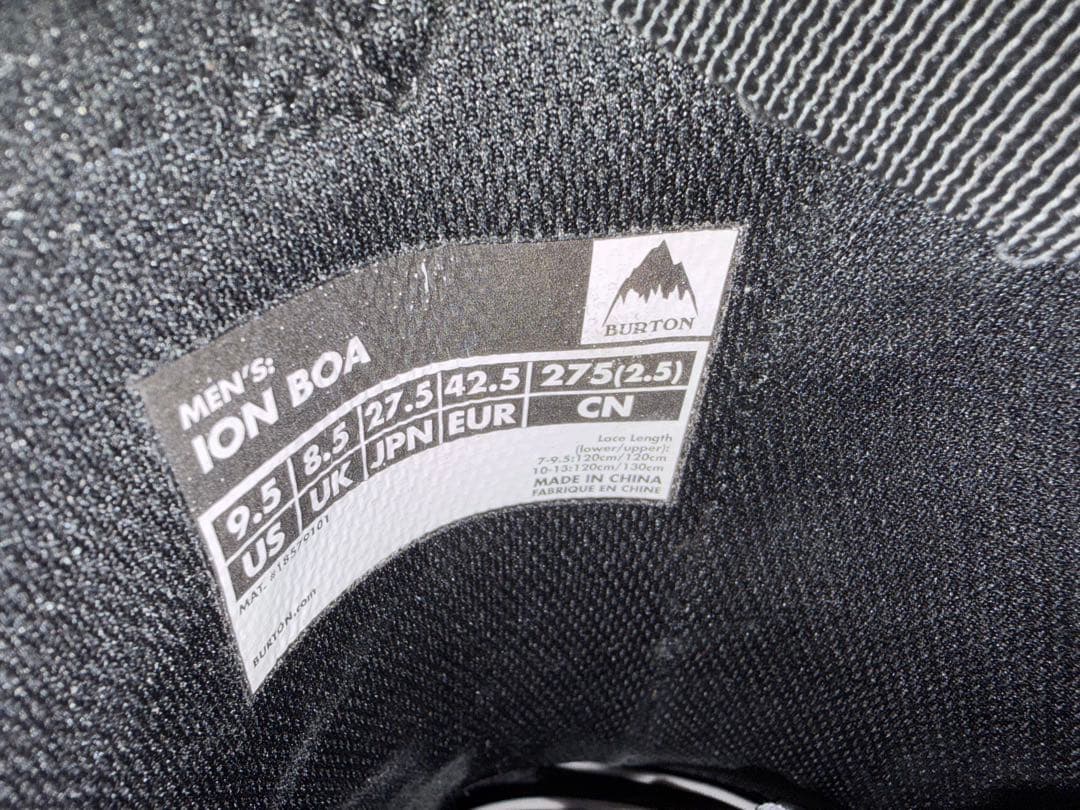 BURTON
MEN'S:
ION BOA
9.5 8.5 27.5 42.5 275(2.5)
US UK JPN EUR CN
Lace Length
(lower/upper):
7-9.5:120cm/120cm
10-13:120cm/130cm
MADE IN CHINA
FABRIQUE EN CHINE
MAT. #18579101
BURTON.com